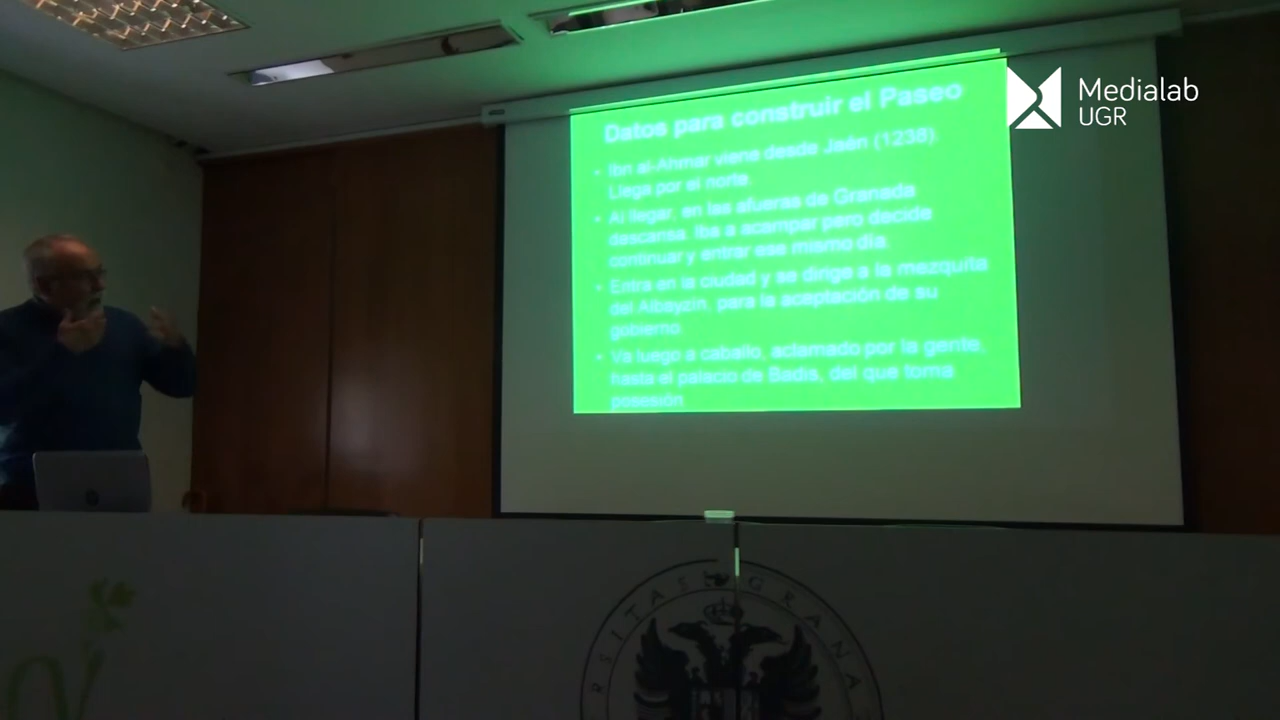 Medialab
UGR
Datos para construir el Paseo
• Ibn al-Ahmar viene desde Jaén (1238).
Llega por el norte.
• Al llegar, en las afueras de Granada
descansa. Iba a acampar pero decide
continuar y entrar ese mismo día.
• Entra en la ciudad y se dirige a la mezquita
del Albayzín, para la aceptación de su
gobierno.
• Va luego a caballo, aclamado por la gente,
hasta el palacio de Badis, del que toma
posesión.
RSITAS GRANA